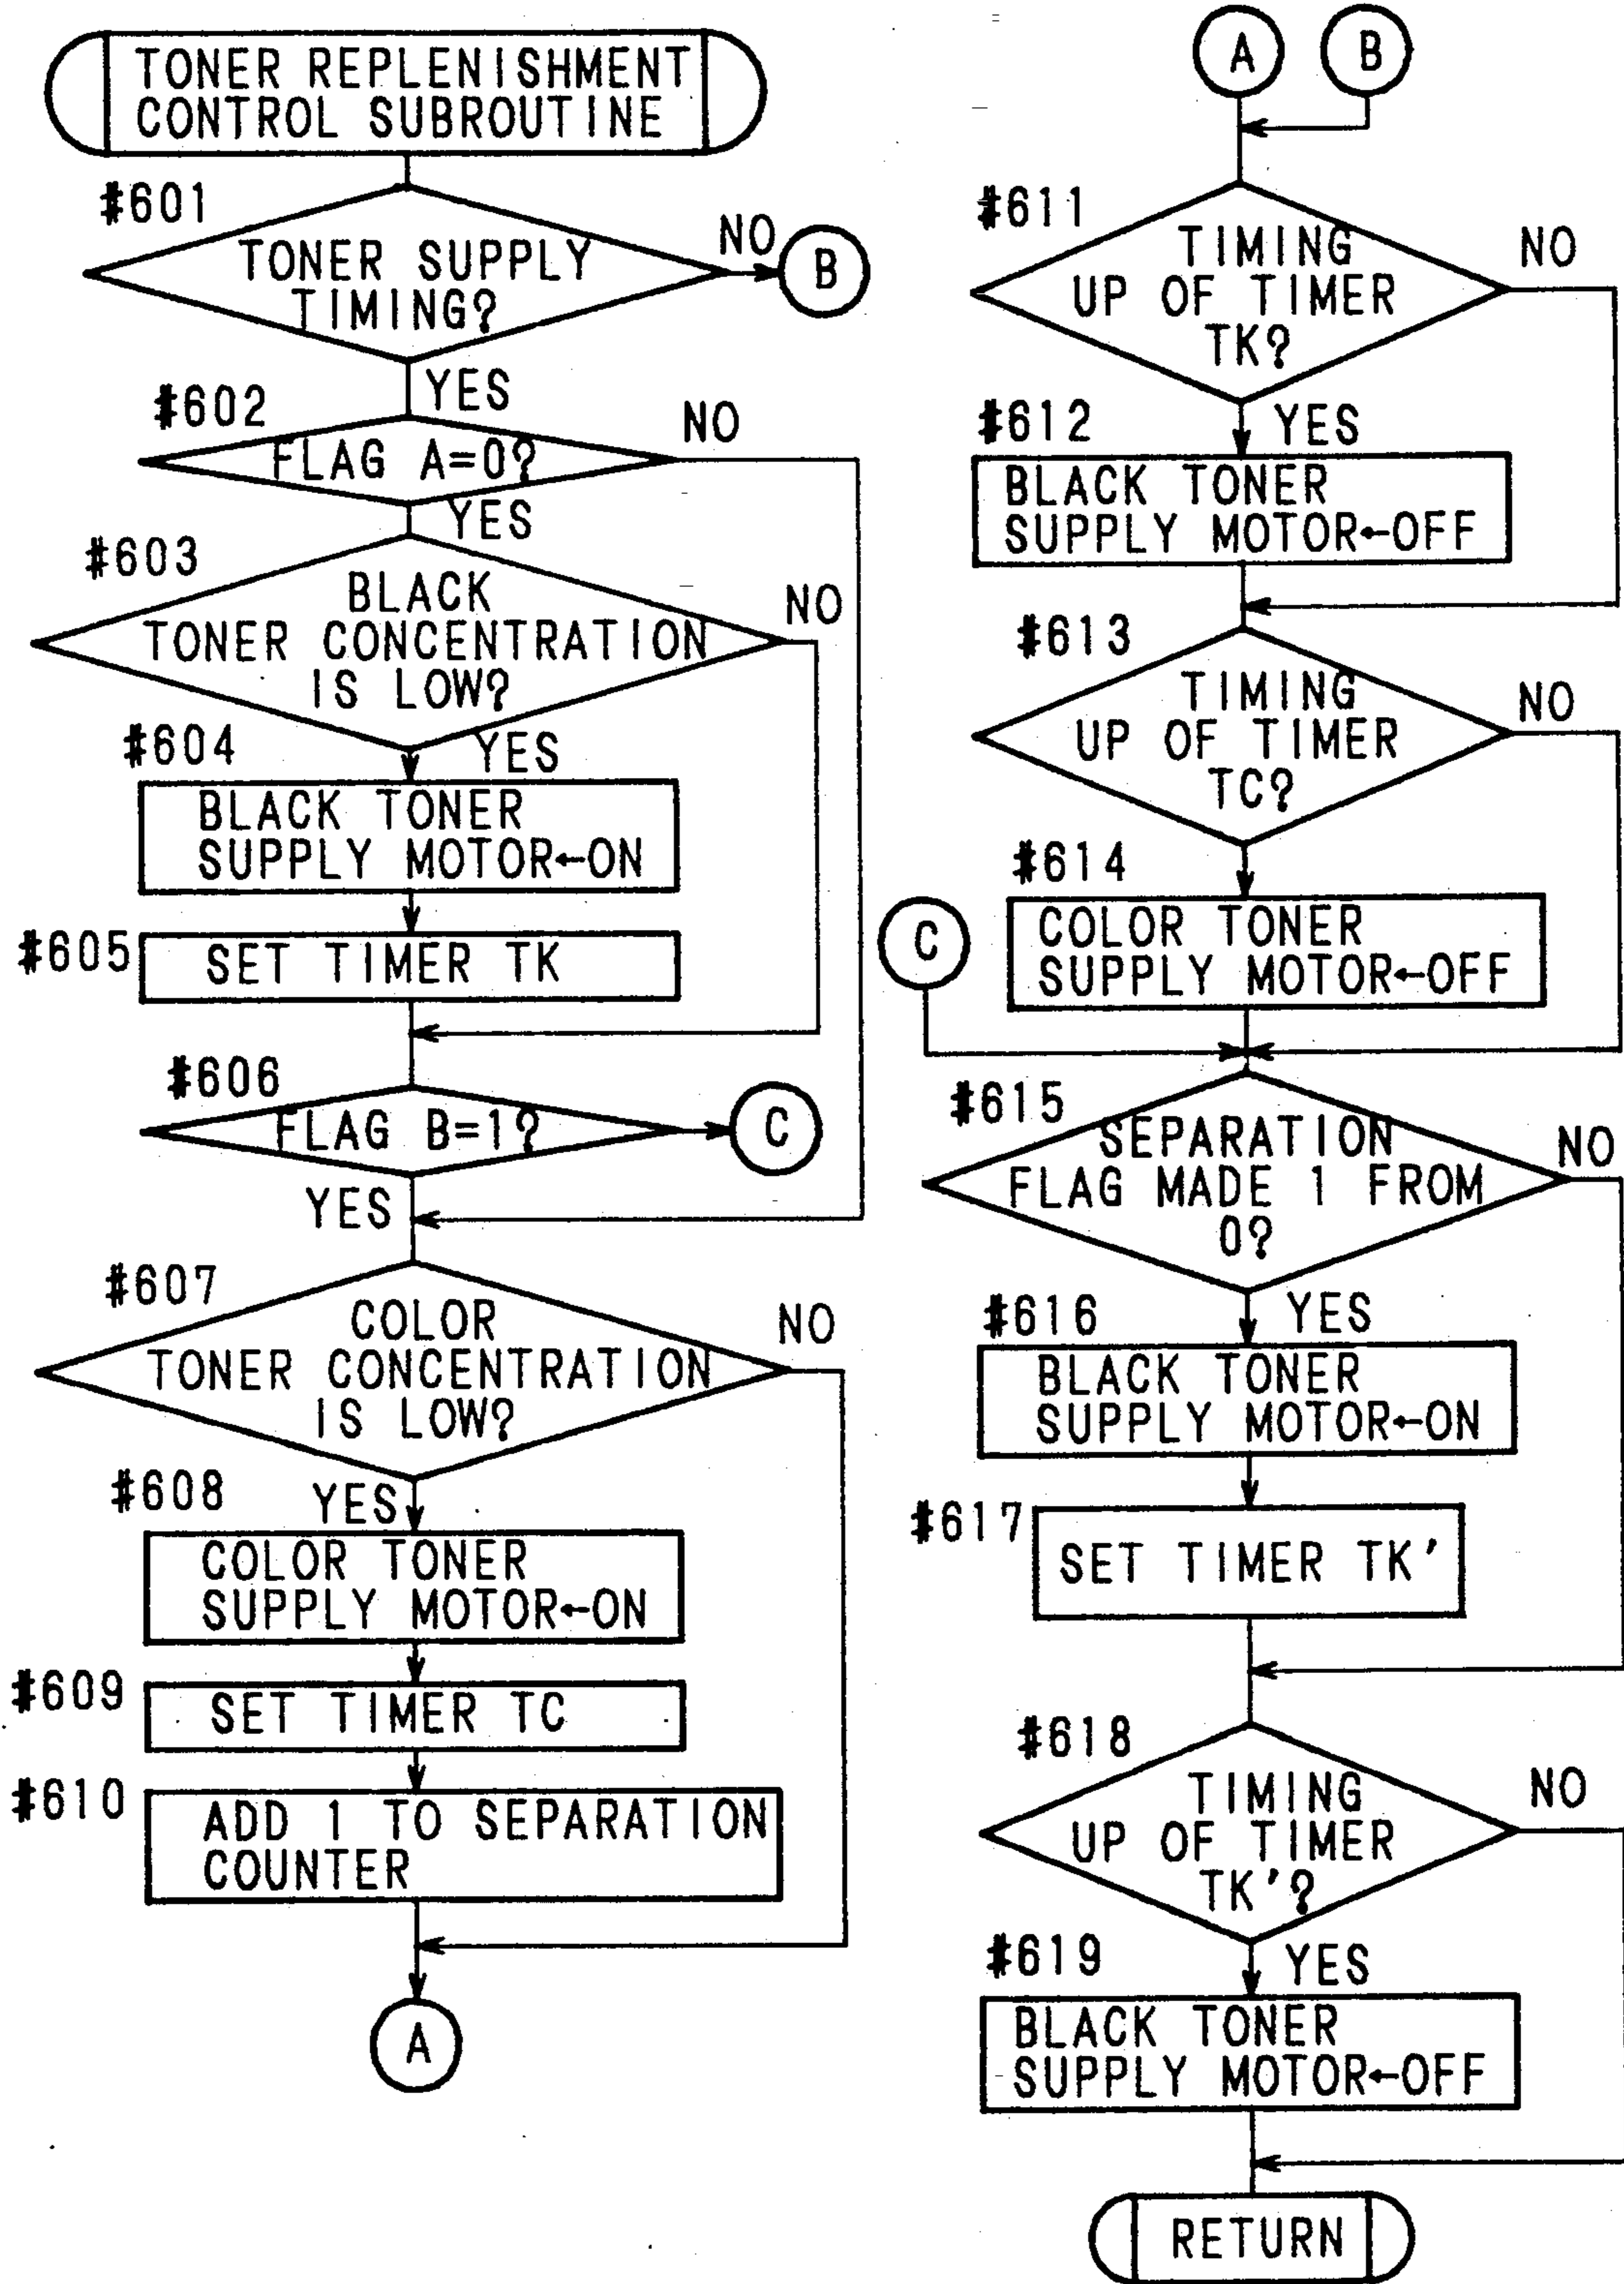 TONER REPLENISHMENT
CONTROL SUBROUTINE
#601
TONER SUPPLY
TIMING?
NO
B
YES
#602
FLAG A=0?
NO
YES
#603
BLACK
TONER CONCENTRATION
IS LOW?
NO
YES
#604
BLACK TONER
SUPPLY MOTOR←ON
#605
SET TIMER TK
#606
FLAG B=1?
C
YES
#607
COLOR
TONER CONCENTRATION
IS LOW?
NO
#608
YES
COLOR TONER
SUPPLY MOTOR←ON
#609
SET TIMER TC
#610
ADD 1 TO SEPARATION
COUNTER
A
A
B
#611
TIMING
UP OF TIMER
TK?
NO
#612
YES
BLACK TONER
SUPPLY MOTOR←OFF
#613
TIMING
UP OF TIMER
TC?
NO
#614
C
COLOR TONER
SUPPLY MOTOR←OFF
#615
SEPARATION
FLAG MADE 1 FROM
0?
NO
#616
YES
BLACK TONER
SUPPLY MOTOR←ON
#617
SET TIMER TK'
#618
TIMING
UP OF TIMER
TK'?
NO
#619
YES
BLACK TONER
SUPPLY MOTOR←OFF
RETURN